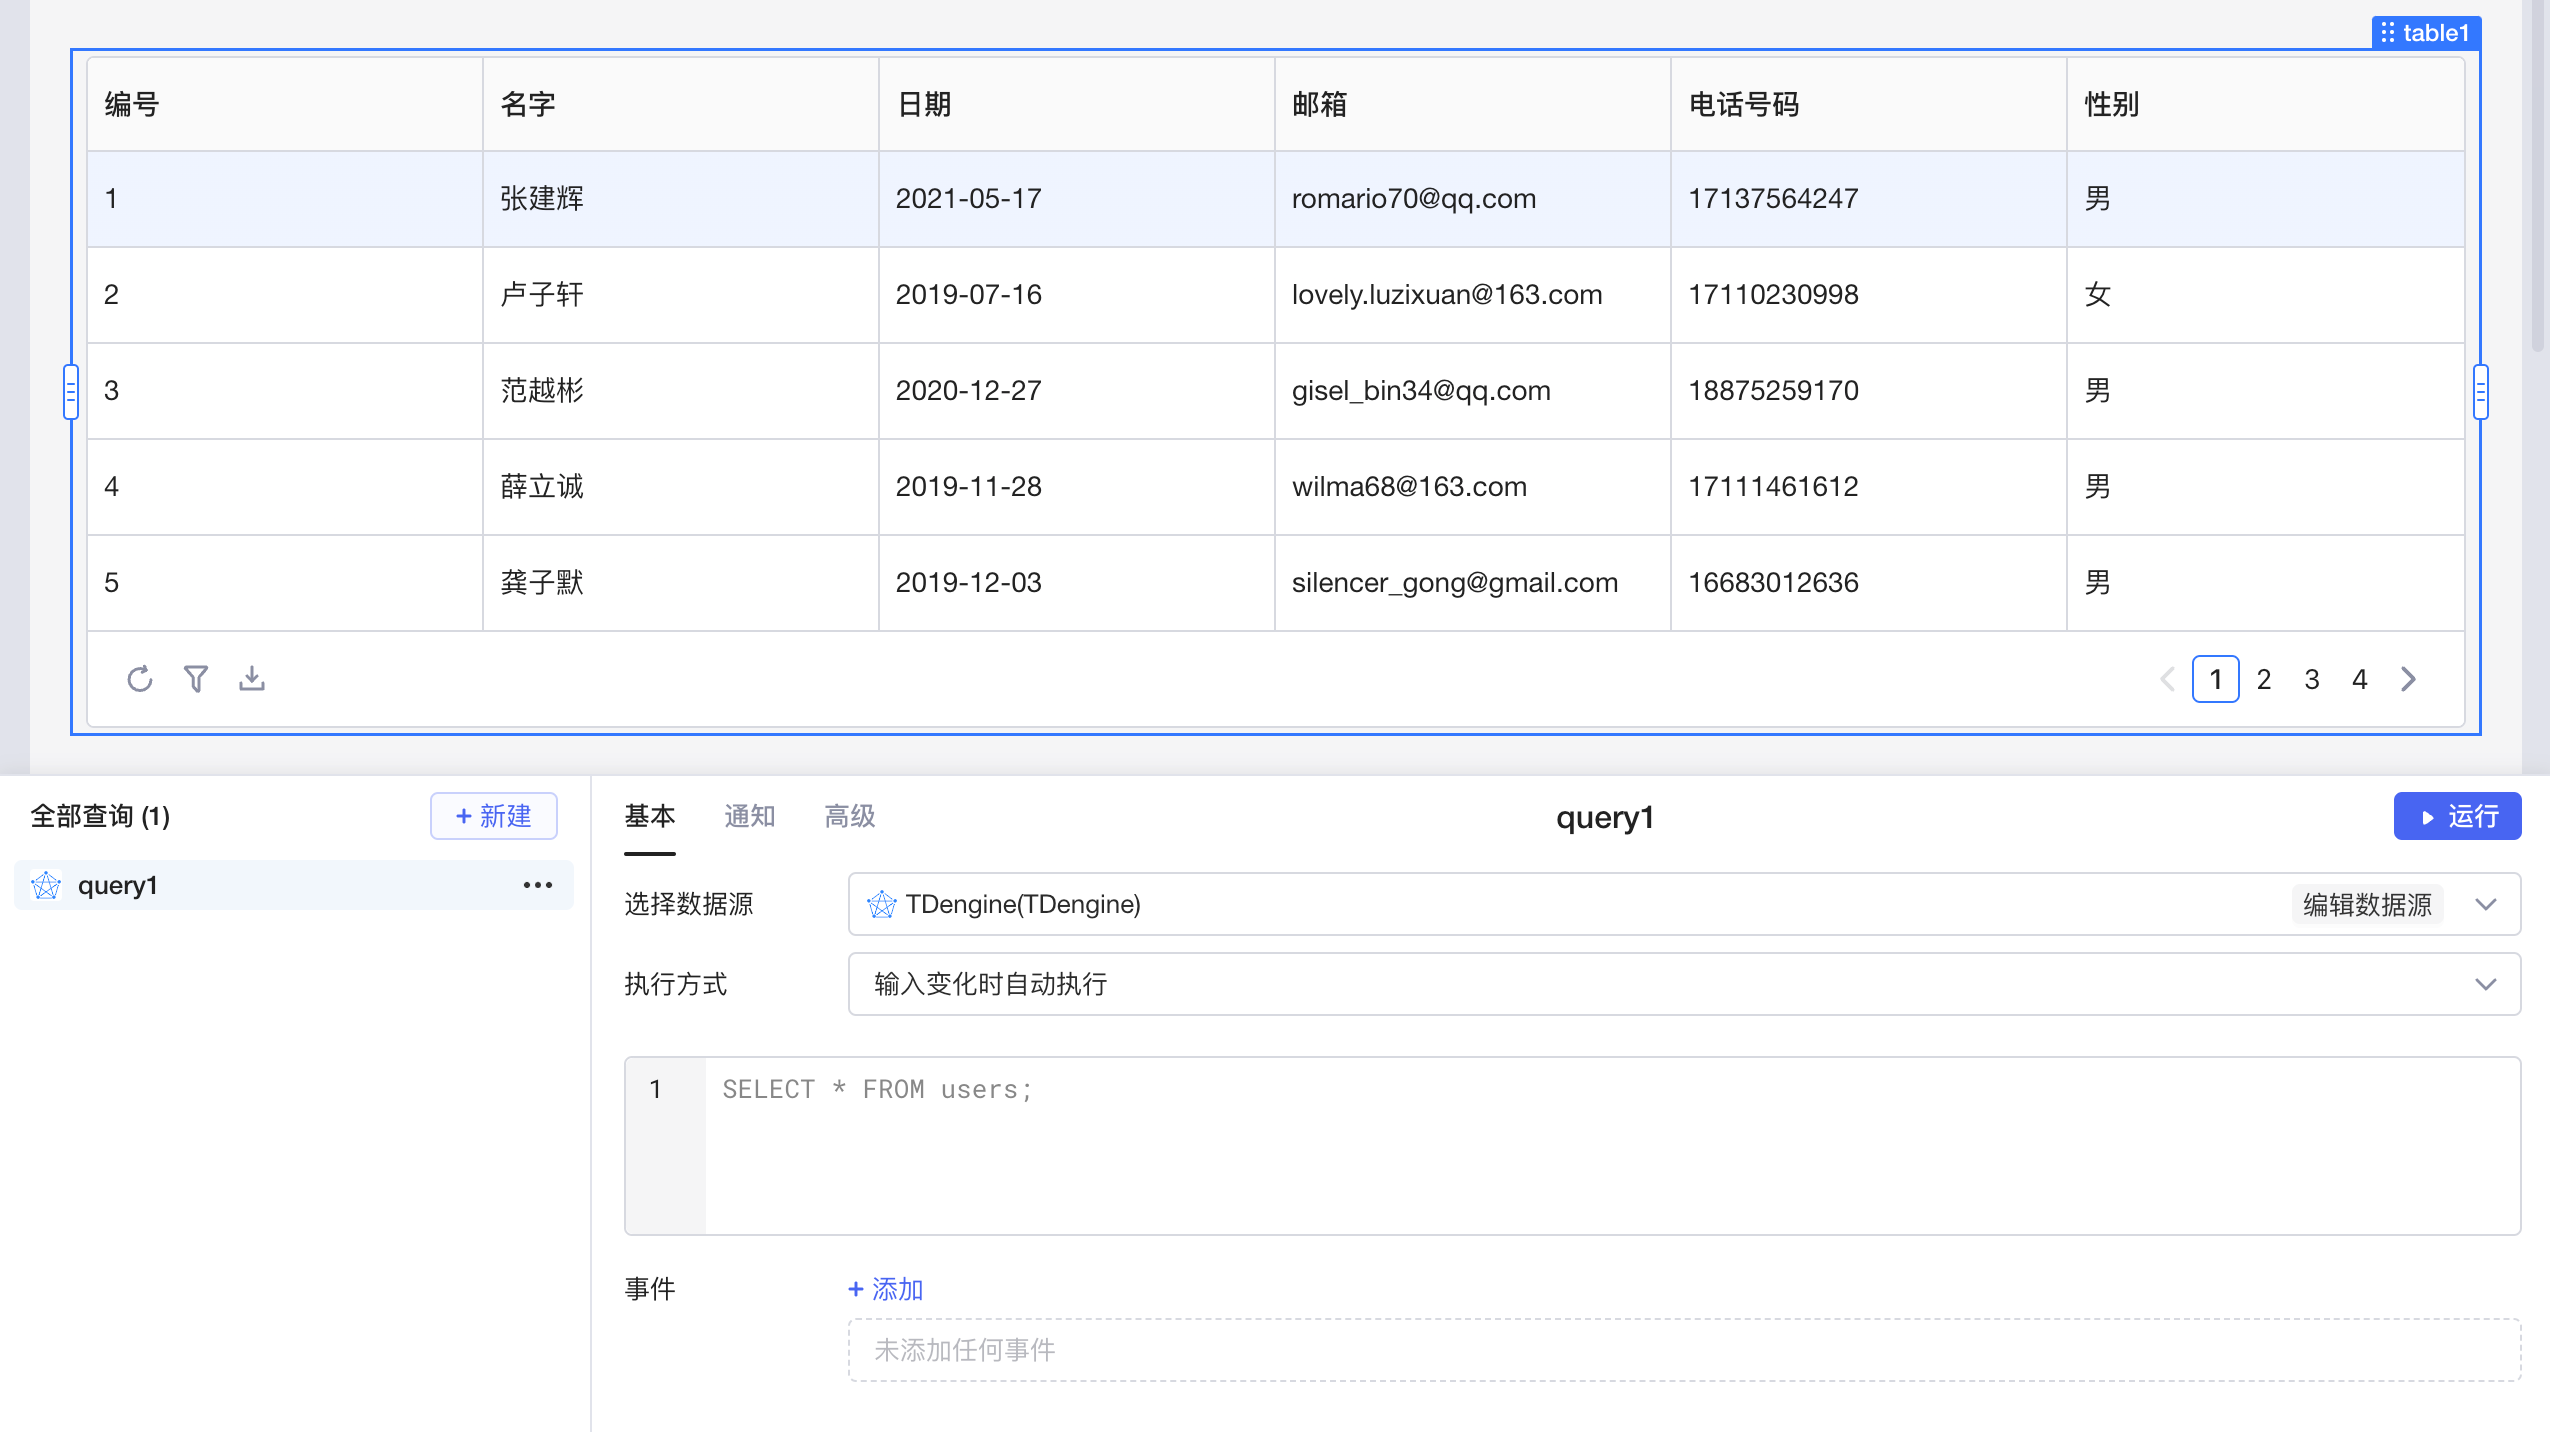 table1
编号 名字 日期 邮箱 电话号码 性别
1 张建辉 2021-05-17 romario70@qq.com 17137564247 男
2 卢子轩 2019-07-16 lovely.luzixuan@163.com 17110230998 女
3 范越彬 2020-12-27 gisel_bin34@qq.com 18875259170 男
4 薛立诚 2019-11-28 wilma68@163.com 17111461612 男
5 龚子默 2019-12-03 silencer_gong@gmail.com 16683012636 男
1 2 3 4
全部查询 (1) + 新建 基本 通知 高级 query1 运行
query1 ••• 选择数据源 TDengine(TDengine) 编辑数据源
执行方式 输入变化时自动执行
1 SELECT * FROM users;
事件 + 添加
未添加任何事件